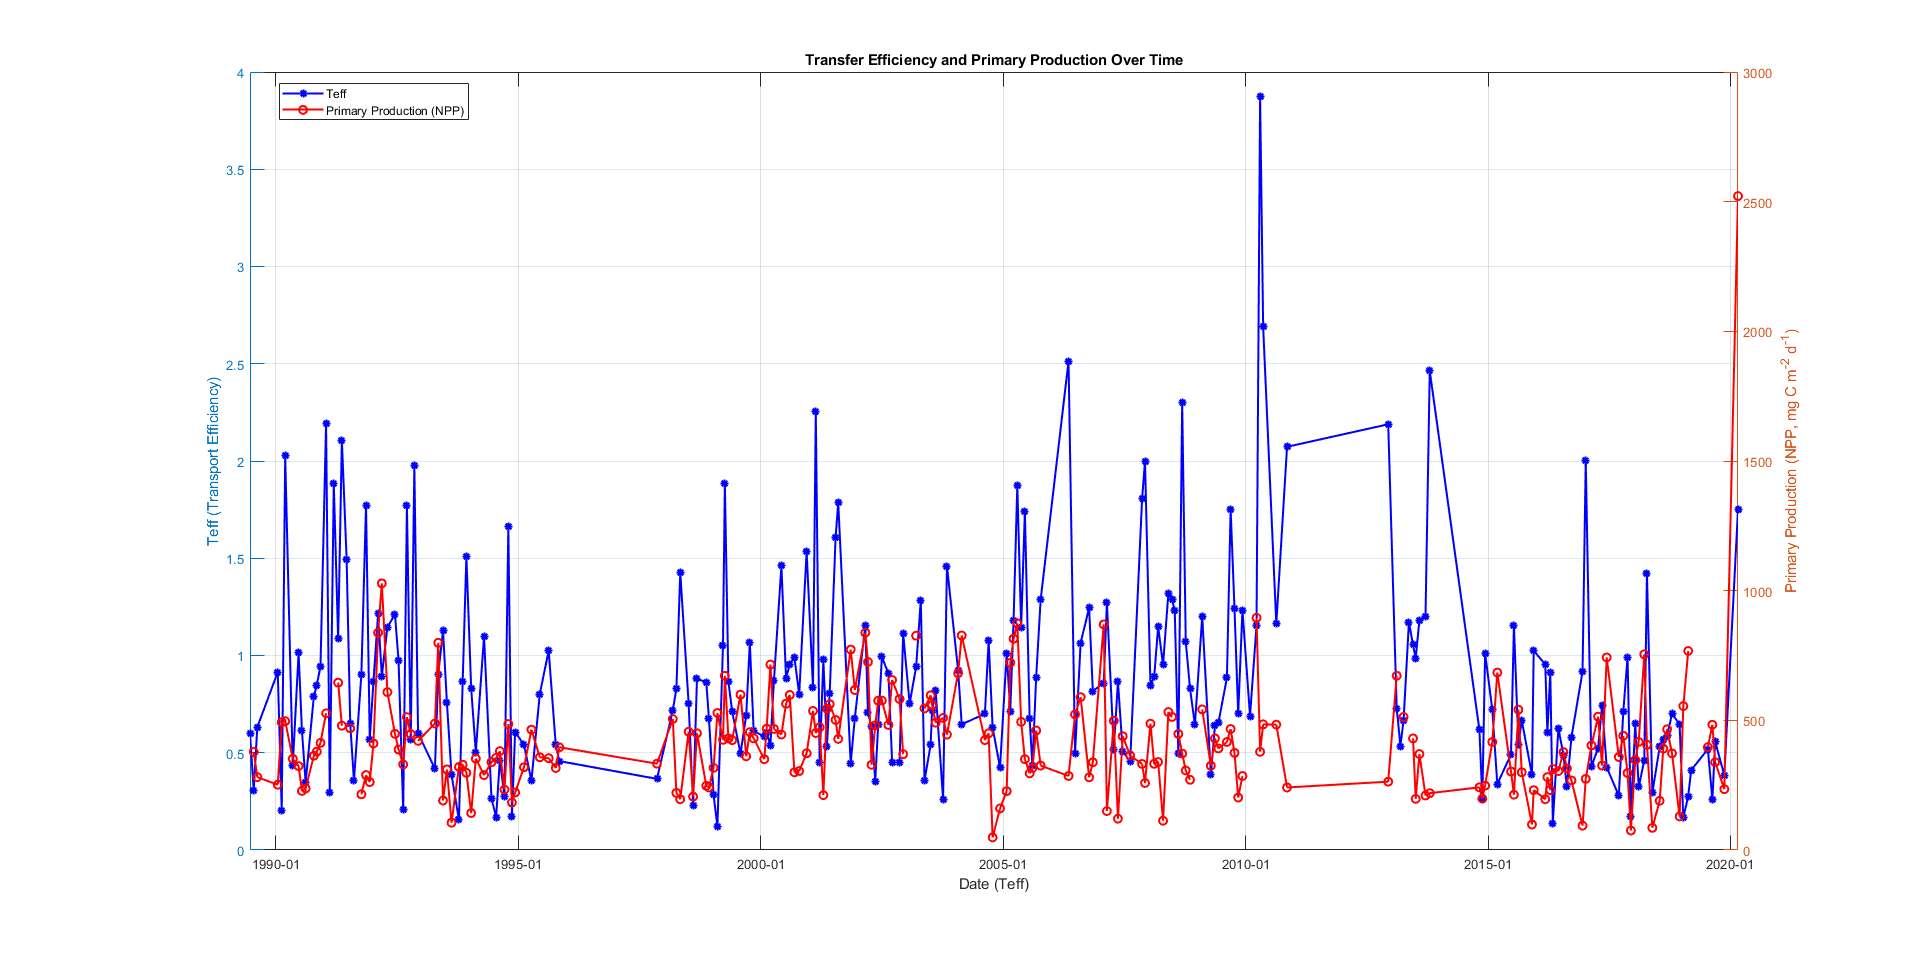 Transfer Efficiency and Primary Production Over Time
Teff
Primary Production (NPP)
4
3.5
3
2.5
2
1.5
1
0.5
0
Teff (Transport Efficiency)
3000
2500
2000
1500
1000
500
0
Primary Production (NPP, mg C m-2 d-1)
1990-01 1995-01 2000-01 2005-01 2010-01 2015-01 2020-01
Date (Teff)